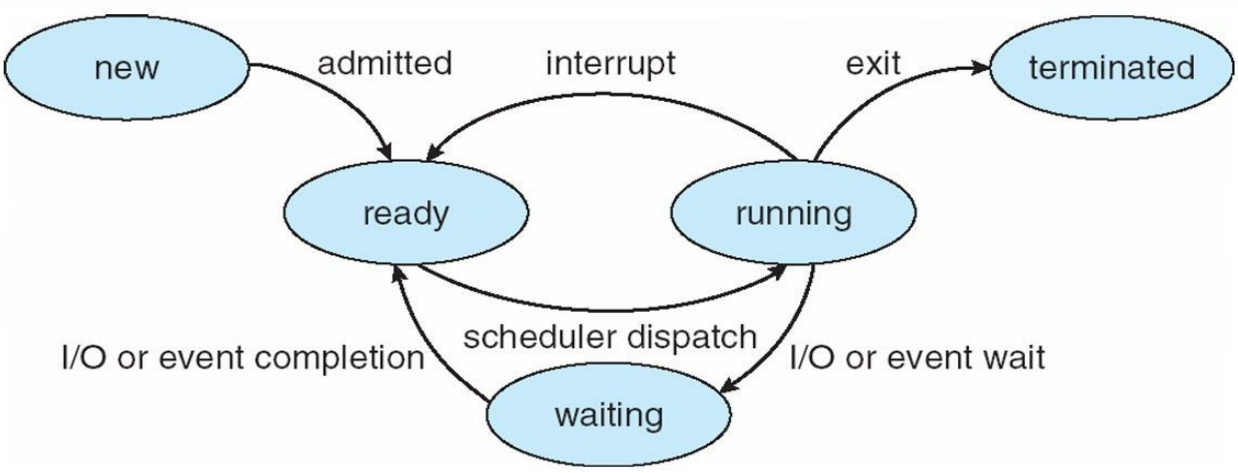 new
admitted
interrupt
exit
terminated
ready
running
scheduler dispatch
I/O or event completion
I/O or event wait
waiting